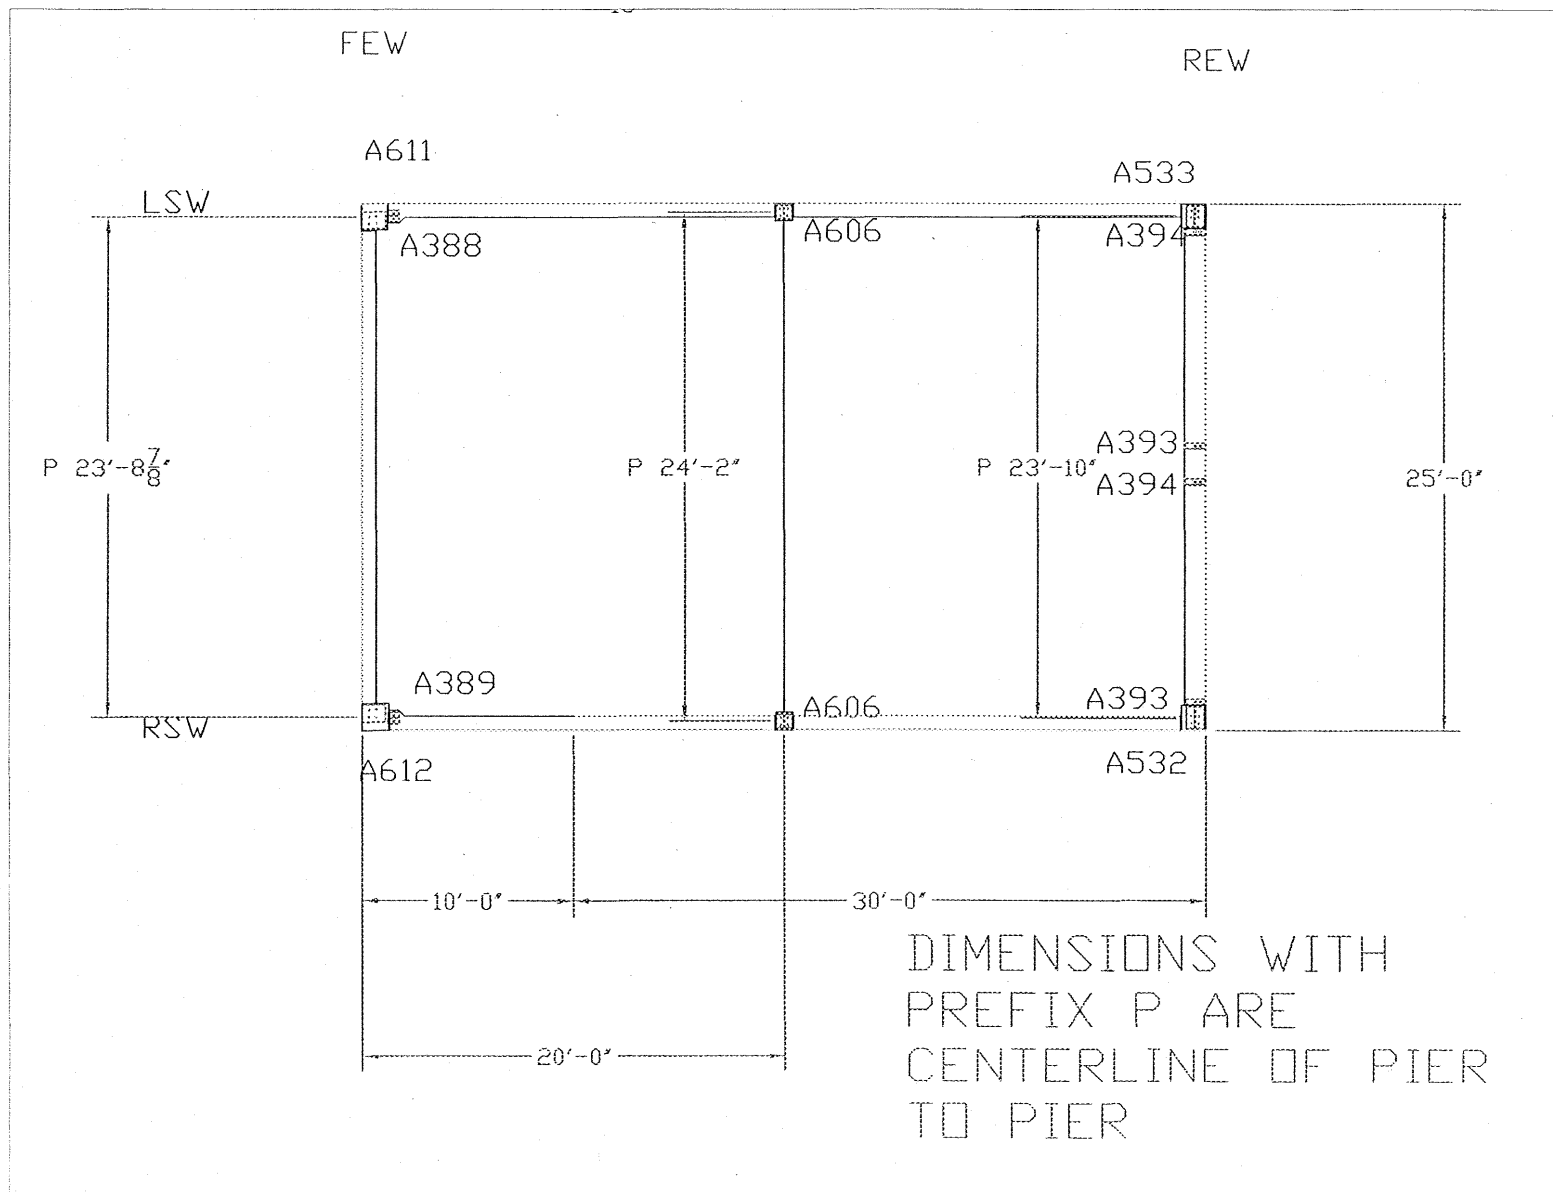 FEW
REW
A611
A533
LSW
A388
A606
A394
A393
P 23'-8 7/8"
P 24'-2"
P 23'-10"
A394
25'-0"
A389
A393
A606
RSW
A612
A532
10'-0"
30'-0"
20'-0"
DIMENSIONS WITH
PREFIX P ARE
CENTERLINE OF PIER
TO PIER